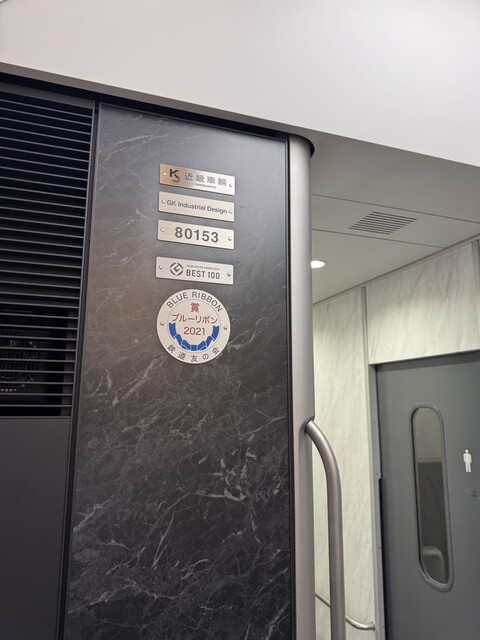 近畿車輛
GK Industrial Design
80153
BEST 100
BLUE RIBBON
賞
ブルーリボン
2021
鉄道友の会